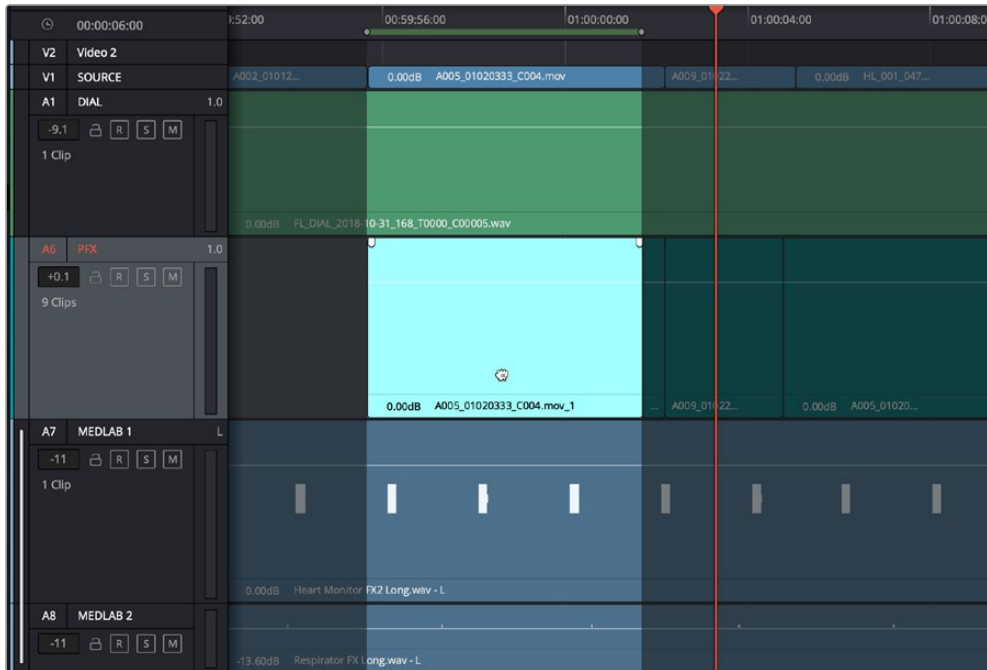 00:00:06:00 9:52:00 00:59:56:00 01:00:00:00 01:00:04:00 01:00:08:0
V2 Video 2
V1 SOURCE A002_01012... 0.00dB A005_01020333_C004.mov A009_01022... 0.00dB HL_001_047...
A1 DIAL 1.0
-9.1 R S M
1 Clip
0.00dB FL_DIAL_2018-10-31_168_T0000_C00005.wav
A6 PFX 1.0
+0.1 R S M
9 Clips
0.00dB A005_01020333_C004.mov_1 ... A009_01022... 0.00dB A005_01020...
A7 MEDLAB 1 L
-11 R S M
1 Clip
0.00dB Heart Monitor FX2 Long.wav - L
A8 MEDLAB 2
-11 R S M
-13.60dB Respirator FX Long.wav - L